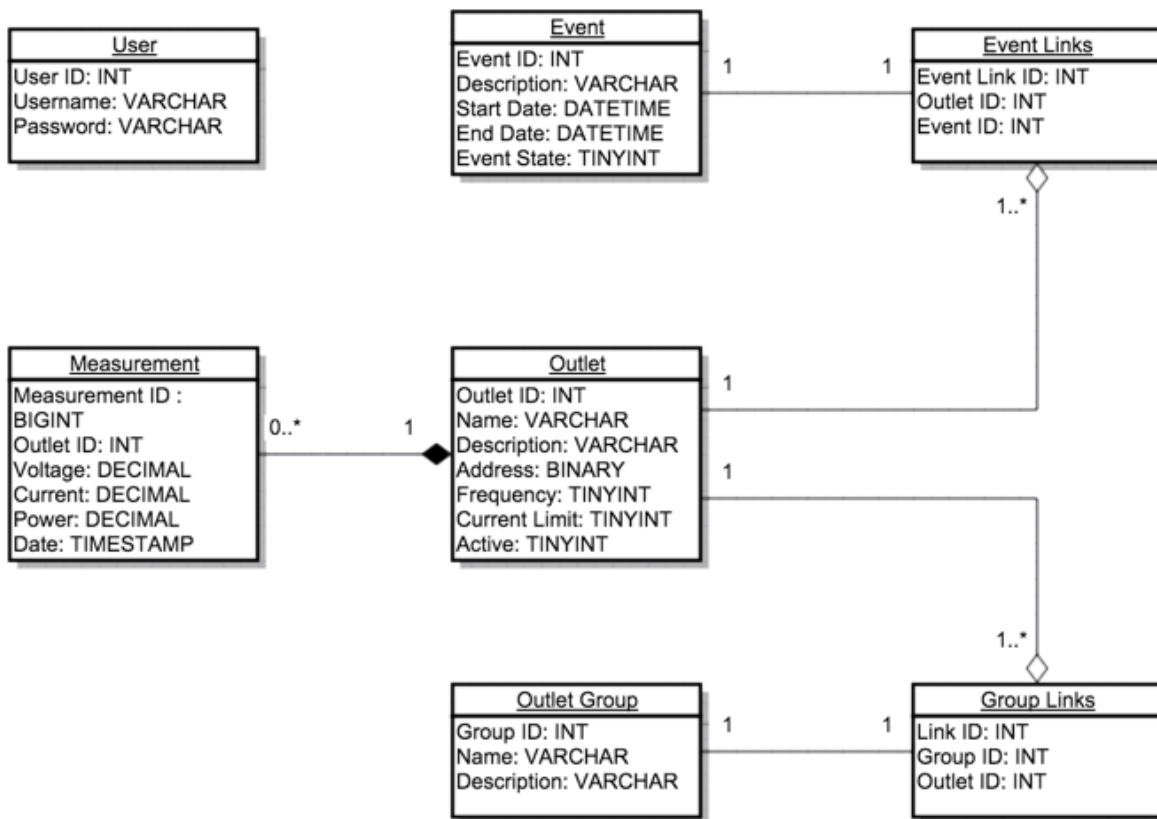 User
User ID: INT
Username: VARCHAR
Password: VARCHAR
Event
Event ID: INT
Description: VARCHAR
Start Date: DATETIME
End Date: DATETIME
Event State: TINYINT
1
1
Event Links
Event Link ID: INT
Outlet ID: INT
Event ID: INT
1..*
Measurement
Measurement ID :
BIGINT
Outlet ID: INT
Voltage: DECIMAL
Current: DECIMAL
Power: DECIMAL
Date: TIMESTAMP
0..*
1
Outlet
Outlet ID: INT
Name: VARCHAR
Description: VARCHAR
Address: BINARY
Frequency: TINYINT
Current Limit: TINYINT
Active: TINYINT
1
1
1..*
Outlet Group
Group ID: INT
Name: VARCHAR
Description: VARCHAR
1
1
Group Links
Link ID: INT
Group ID: INT
Outlet ID: INT